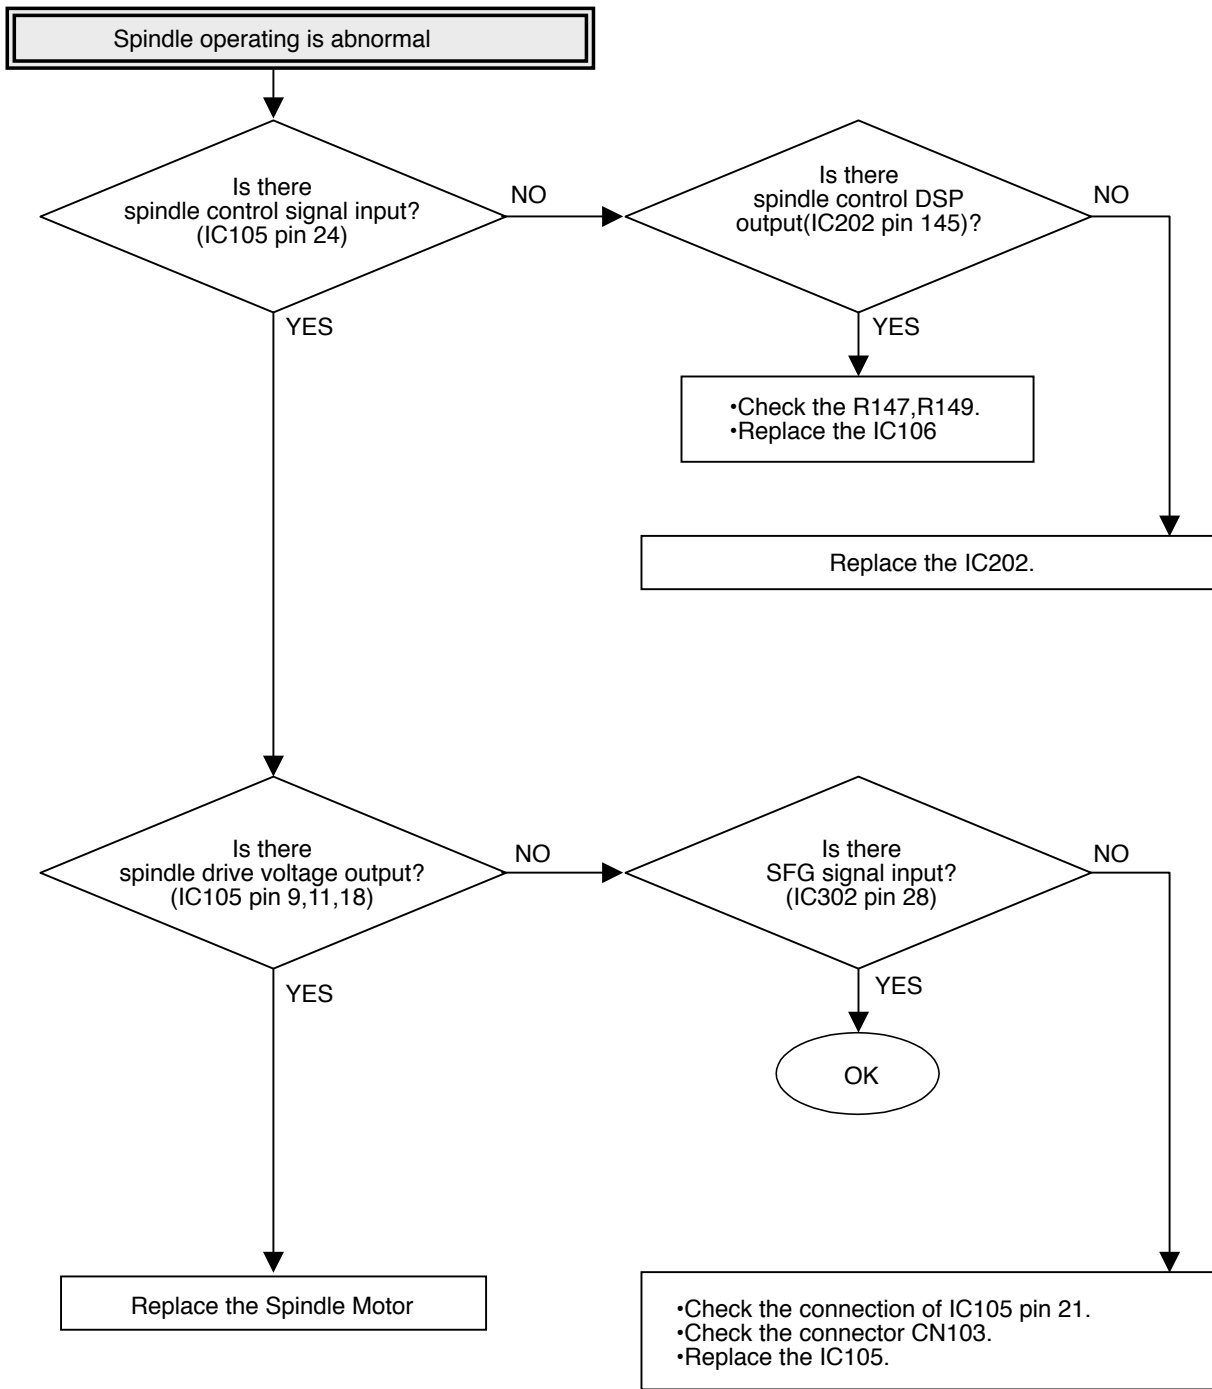 Spindle operating is abnormal
Is there
spindle control signal input?
(IC105 pin 24)
NO
Is there
spindle control DSP
output(IC202 pin 145)?
NO
YES
YES
•Check the R147,R149.
•Replace the IC106
Replace the IC202.
Is there
spindle drive voltage output?
(IC105 pin 9,11,18)
NO
Is there
SFG signal input?
(IC302 pin 28)
NO
YES
YES
OK
Replace the Spindle Motor
•Check the connection of IC105 pin 21.
•Check the connector CN103.
•Replace the IC105.